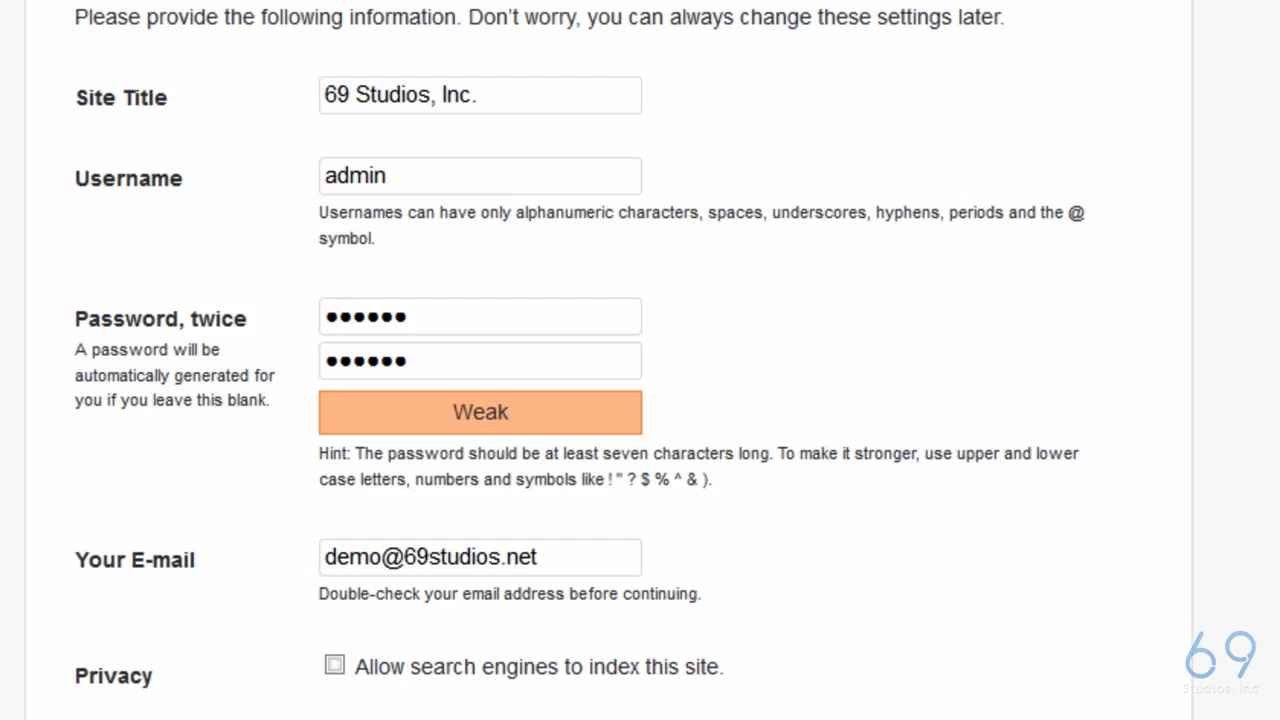 Please provide the following information. Don't worry, you can always change these settings later.
Site Title
69 Studios, Inc.
Username
admin
Usernames can have only alphanumeric characters, spaces, underscores, hyphens, periods and the @
symbol.
Password, twice
A password will be
automatically generated for
you if you leave this blank.
••••••
••••••
Weak
Hint: The password should be at least seven characters long. To make it stronger, use upper and lower
case letters, numbers and symbols like ! " ? $ % ^ & ).
Your E-mail
demo@69studios.net
Double-check your email address before continuing.
Privacy
Allow search engines to index this site.
69
Studios, Inc